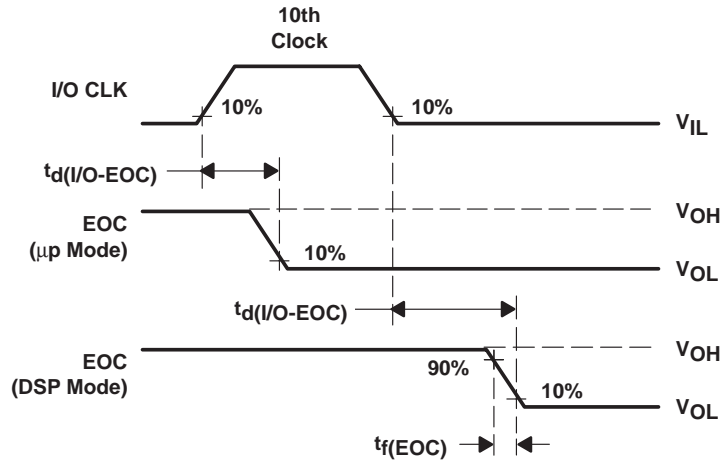 10th
Clock
I/O CLK
10%
10%
VIL
td(I/O-EOC)
VOH
EOC
(μp Mode)
10%
VOL
td(I/O-EOC)
VOH
EOC
(DSP Mode)
90%
10%
VOL
tf(EOC)